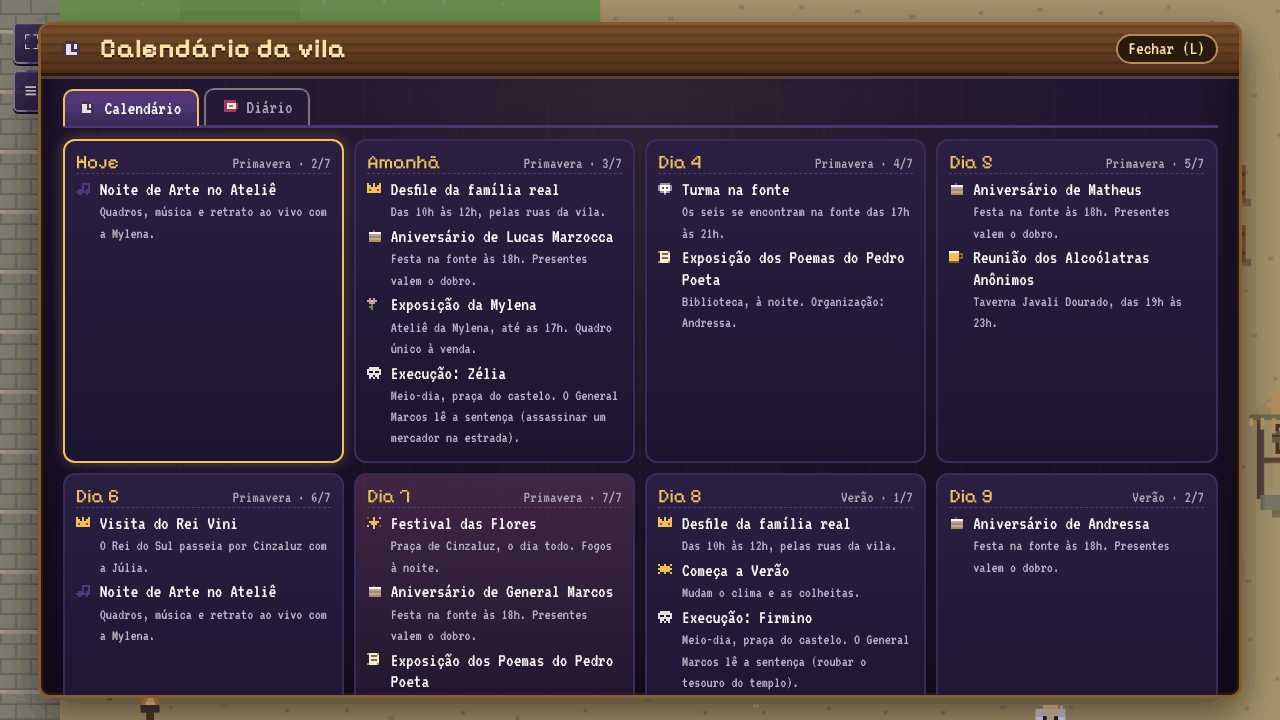 Calendário da vila
Fechar (L)
Calendário
Diário
Hoje
Primavera · 2/7
Noite de Arte no Ateliê
Quadros, música e retrato ao vivo com
a Mylena.
Amanhã
Primavera · 3/7
Desfile da família real
Das 10h às 12h, pelas ruas da vila.
Aniversário de Lucas Marzocca
Festa na fonte às 18h. Presentes
valem o dobro.
Exposição da Mylena
Ateliê da Mylena, até as 17h. Quadro
único à venda.
Execução: Zélia
Meio-dia, praça do castelo. O General
Marcos lê a sentença (assassinar um
mercador na estrada).
Dia 4
Primavera · 4/7
Turma na fonte
Os seis se encontram na fonte das 17h
às 21h.
Exposição dos Poemas do Pedro
Poeta
Biblioteca, à noite. Organização:
Andressa.
Dia 5
Primavera · 5/7
Aniversário de Matheus
Festa na fonte às 18h. Presentes
valem o dobro.
Reunião dos Alcoólatras
Anônimos
Taverna Javali Dourado, das 19h às
23h.
Dia 6
Primavera · 6/7
Visita do Rei Vini
O Rei do Sul passeia por Cinzaluz com
a Júlia.
Noite de Arte no Ateliê
Quadros, música e retrato ao vivo com
a Mylena.
Dia 7
Primavera · 7/7
Festival das Flores
Praça de Cinzaluz, o dia todo. Fogos
à noite.
Aniversário de General Marcos
Festa na fonte às 18h. Presentes
valem o dobro.
Exposição dos Poemas do Pedro
Poeta
Dia 8
Verão · 1/7
Desfile da família real
Das 10h às 12h, pelas ruas da vila.
Começa a Verão
Mudam o clima e as colheitas.
Execução: Firmino
Meio-dia, praça do castelo. O General
Marcos lê a sentença (roubar o
tesouro do templo).
Dia 9
Verão · 2/7
Aniversário de Andressa
Festa na fonte às 18h. Presentes
valem o dobro.